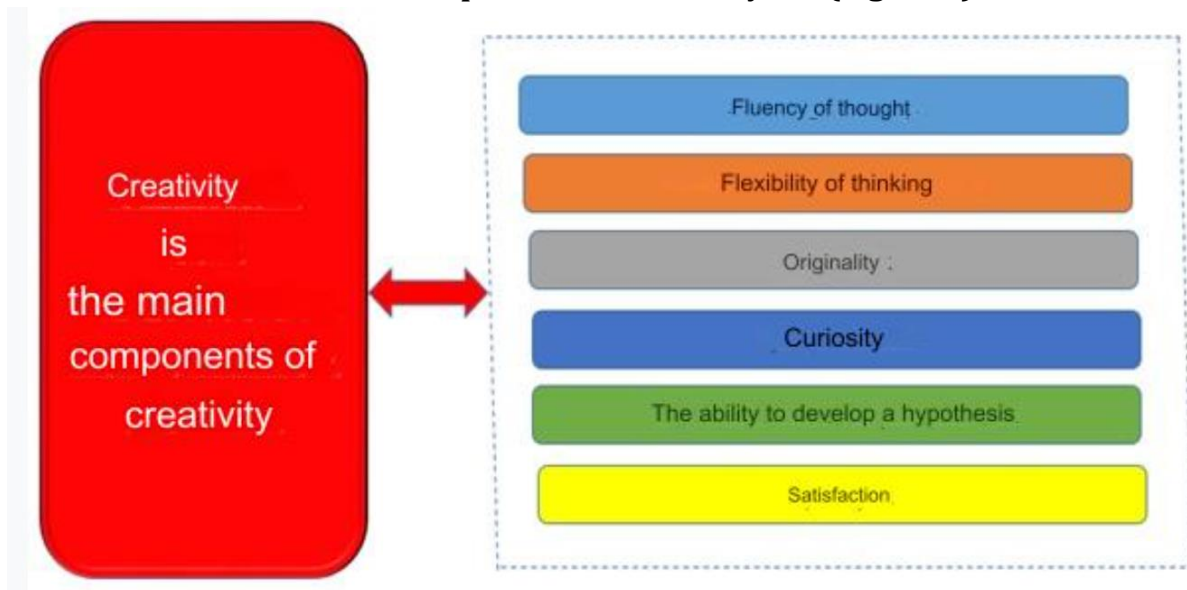 Creativity
is
the main
components of
creativity
Fluency of thought
Flexibility of thinking
Originality
Curiosity
The ability to develop a hypothesis
Satisfaction